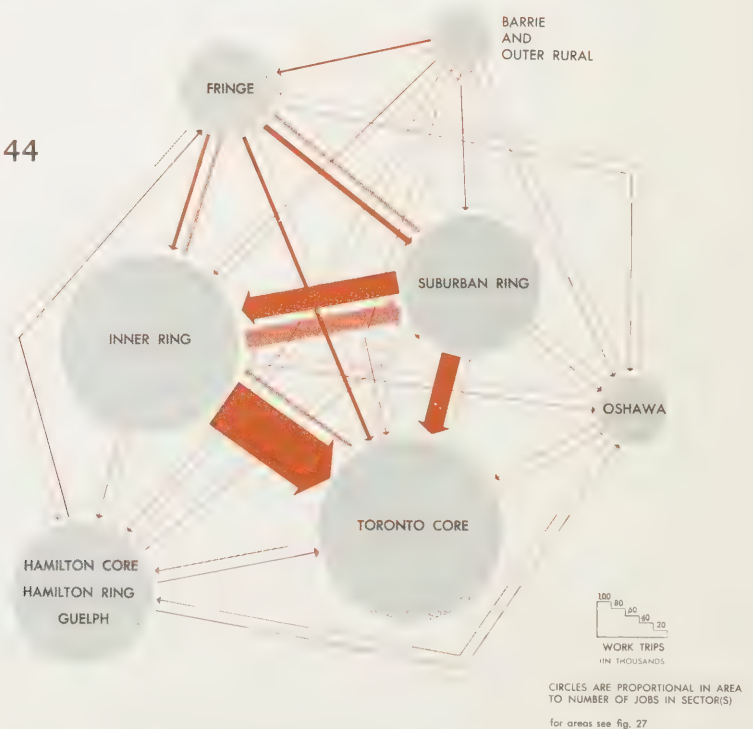 BARRIE
AND
OUTER RURAL
FRINGE
44
SUBURBAN RING
INNER RING
OSHAWA
TORONTO CORE
HAMILTON CORE
HAMILTON RING
GUELPH
100
80
60
40
20
WORK TRIPS
(IN THOUSANDS
CIRCLES ARE PROPORTIONAL IN AREA
TO NUMBER OF JOBS IN SECTOR(S)
for areas see fig. 27